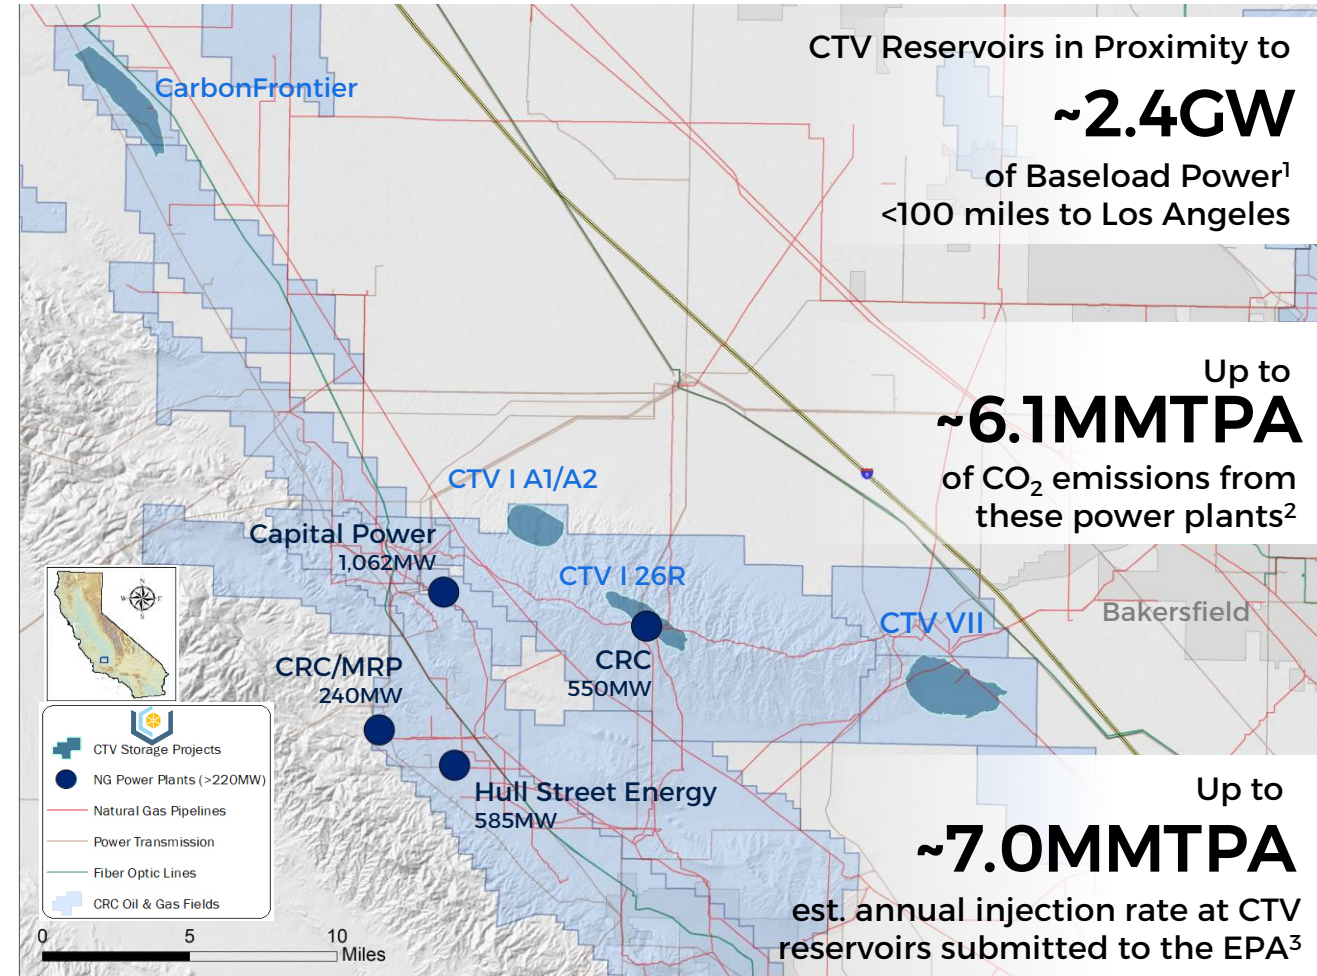 CTV Reservoirs in Proximity to
~2.4GW
of Baseload Power¹
<100 miles to Los Angeles
CarbonFrontier
Up to
~6.1MMTPA
of CO₂ emissions from
these power plants²
CTV I A1/A2
Capital Power
1,062MW
CTV I 26R
CTV VII
Bakersfield
CRC
550MW
CRC/MRP
240MW
Hull Street Energy
585MW
N
W
E
S
CTV Storage Projects
NG Power Plants (>220MW)
Natural Gas Pipelines
Power Transmission
Fiber Optic Lines
CRC Oil & Gas Fields
0 5 10
Miles
Up to
~7.0MMTPA
est. annual injection rate at CTV
reservoirs submitted to the EPA³